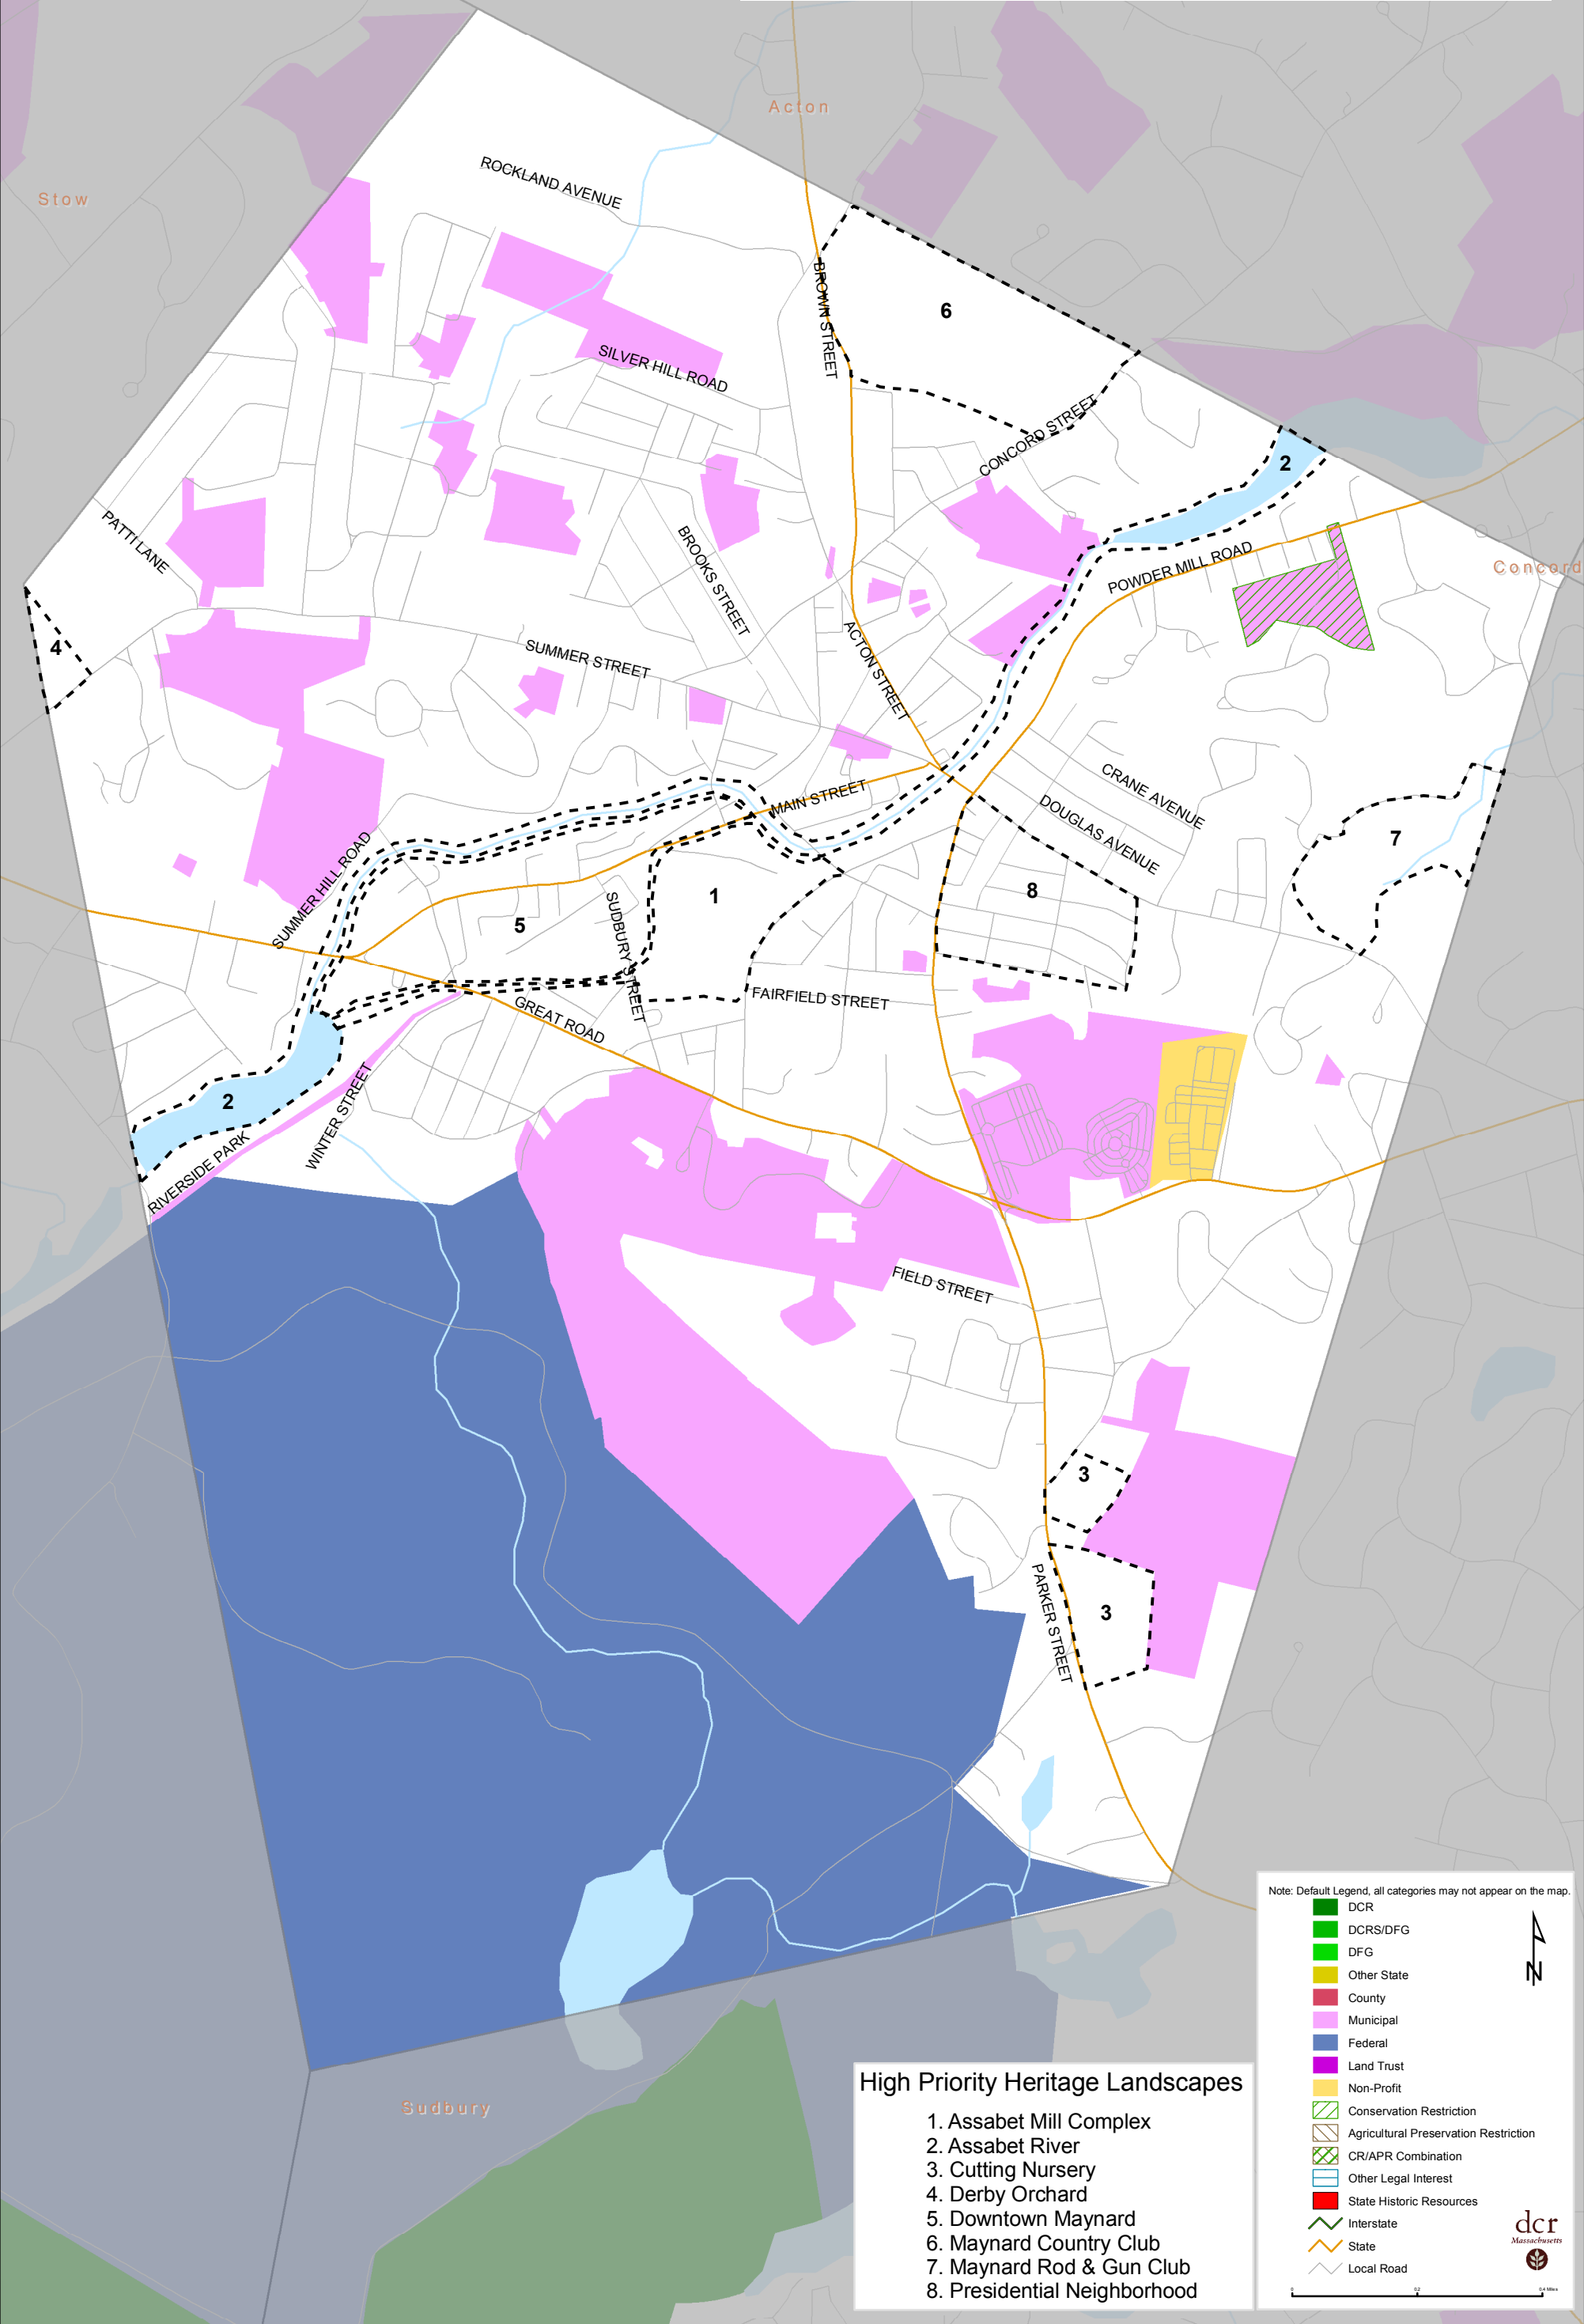 Acton
Stow
ROCKLAND AVENUE
BROWN STREET
6
SILVER HILL ROAD
CONCORD STREET
2
PATTI LANE
BROOKS STREET
POWDER MILL ROAD
Concord
4
SUMMER STREET
ACTON STREET
CRANE AVENUE
MAIN STREET
DOUGLAS AVENUE
7
SUMMER HILL ROAD
1
8
5
SUDBURY STREET
FAIRFIELD STREET
GREAT ROAD
2
WINTER STREET
RIVERSIDE PARK
FIELD STREET
3
3
PARKER STREET
Sudbury
High Priority Heritage Landscapes
1. Assabet Mill Complex
2. Assabet River
3. Cutting Nursery
4. Derby Orchard
5. Downtown Maynard
6. Maynard Country Club
7. Maynard Rod & Gun Club
8. Presidential Neighborhood
Note: Default Legend, all categories may not appear on the map.
DCR
DCRS/DFG
DFG
Other State
County
Municipal
Federal
Land Trust
Non-Profit
Conservation Restriction
Agricultural Preservation Restriction
CR/APR Combination
Other Legal Interest
State Historic Resources
Interstate
State
Local Road
N
dcr
Massachusetts
0 0.2 0.4 Miles